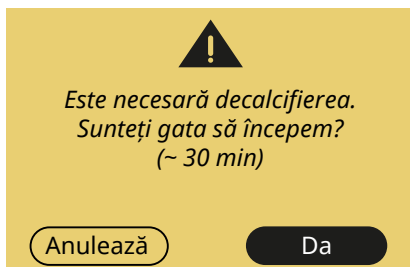 Este necesară decalcifierea.
Sunteți gata să începem?
(~ 30 min)
Anulează
Da